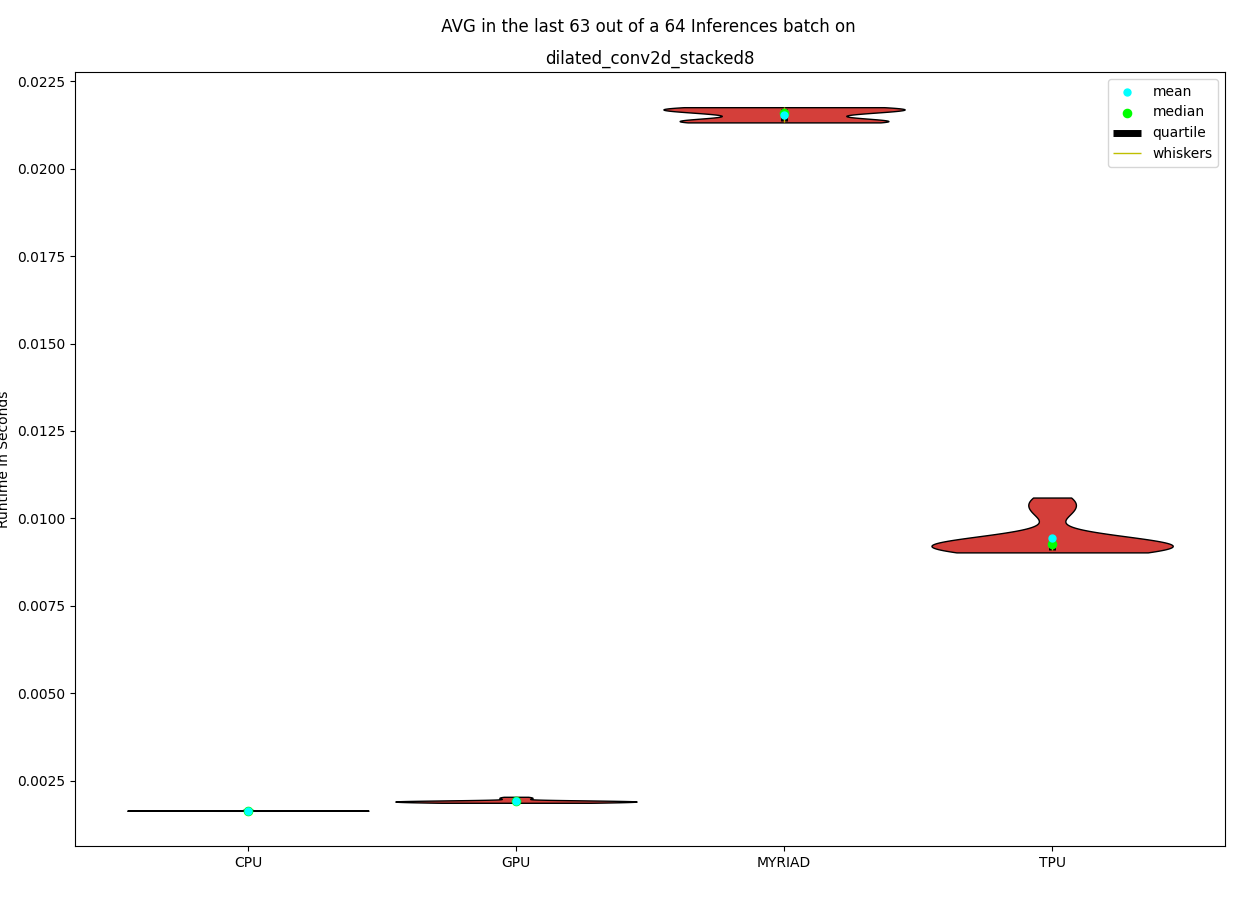 AVG in the last 63 out of a 64 Inferences batch on
dilated_conv2d_stacked8
mean
median
quartile
whiskers
0.0225
0.0200
0.0175
0.0150
0.0125
0.0100
0.0075
0.0050
0.0025
Runtime in Seconds
CPU
GPU
MYRIAD
TPU